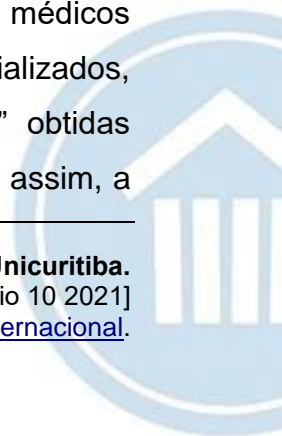 médicos
ializados,
” obtidas
assim, a
Unicuritiba.
io 10 2021]
ernacional.